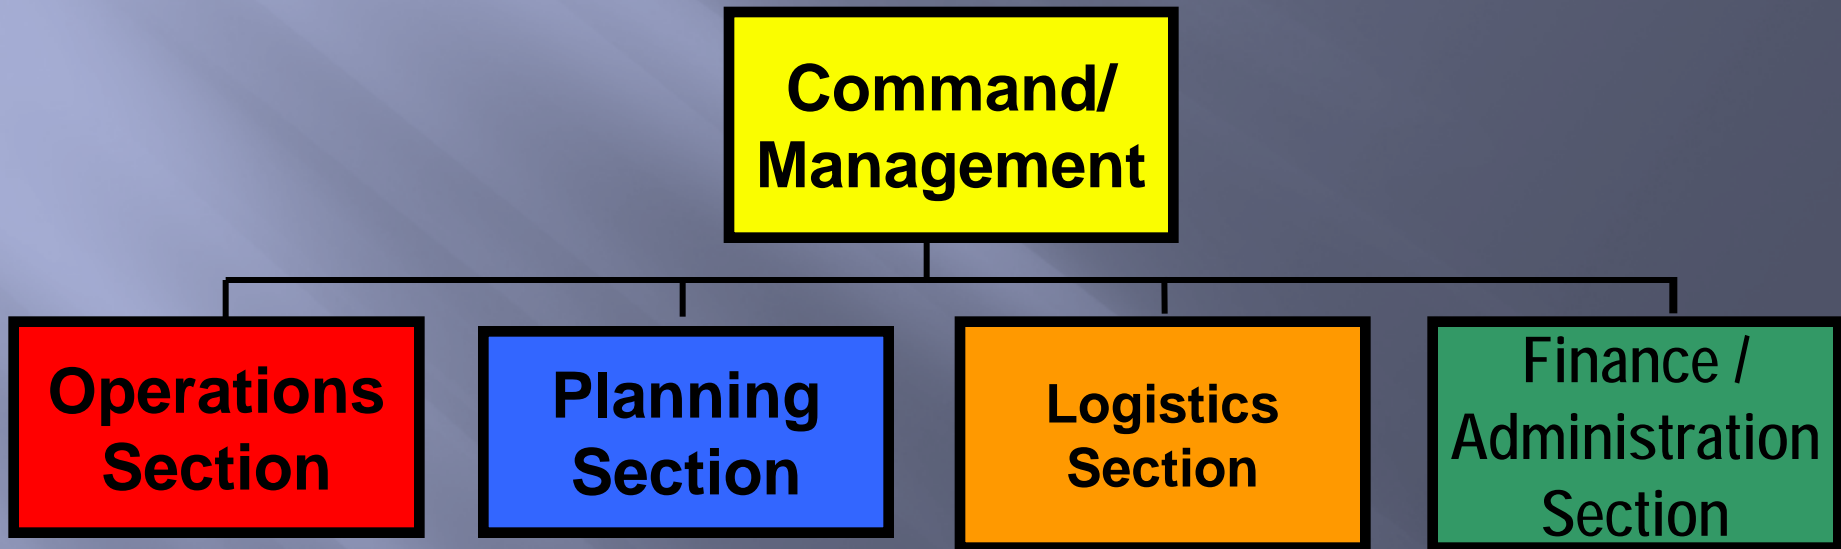 Command/
Management
Operations
Section
Planning
Section
Logistics
Section
Finance /
Administration
Section